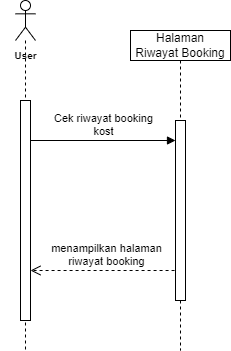 User
Halaman
Riwayat Booking
Cek riwayat booking
kost
menampilkan halaman
riwayat booking